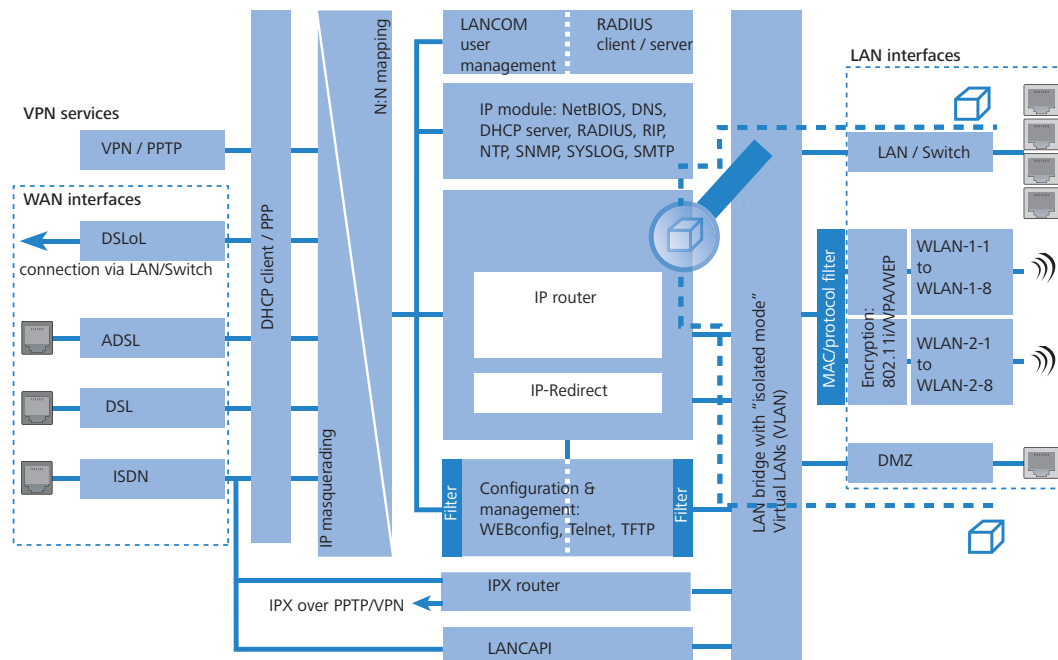 LANCOM
user
management
RADIUS
client / server
LAN interfaces
N:N mapping
VPN services
VPN / PPTP
IP module: NetBIOS, DNS,
DHCP server, RADIUS, RIP,
NTP, SNMP, SYSLOG, SMTP
LAN / Switch
WAN interfaces
DSLoL
connection via LAN/Switch
DHCP client / PPP
IP router
MAC/protocol filter
Encryption:
802.11i/WPA/WEP
WLAN-1-1
to
WLAN-1-8
ADSL
WLAN-2-1
to
WLAN-2-8
IP-Redirect
DSL
ISDN
IP masquerading
Filter
Configuration &
management:
WEBconfig, Telnet, TFTP
Filter
LAN bridge with “isolated mode”
Virtual LANs (VLAN)
DMZ
IPX router
IPX over PPTP/VPN
LANCAPI